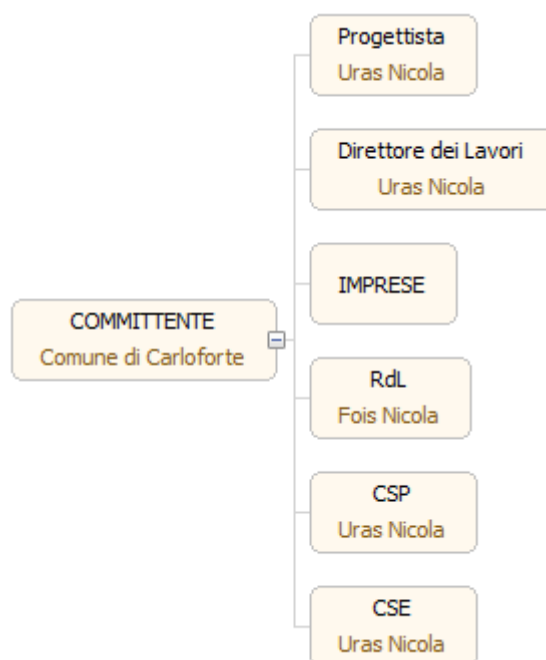 Progettista
Uras Nicola
Direttore dei Lavori
Uras Nicola
IMPRESE
COMMITTENTE
Comune di Carloforte
RdL
Fois Nicola
CSP
Uras Nicola
CSE
Uras Nicola